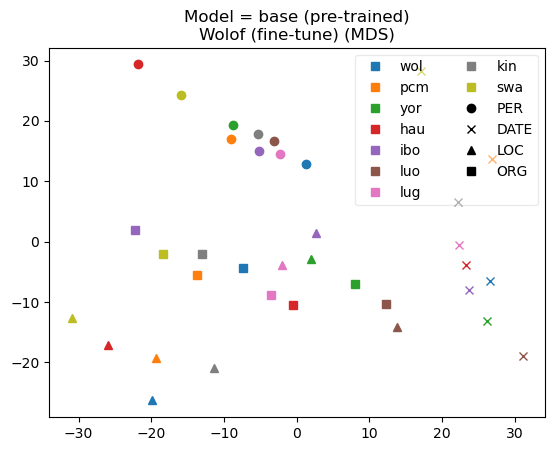 Model = base (pre-trained)
Wolof (fine-tune) (MDS)
30
20
10
0
−10
−20
−30
−20
−10
0
10
20
30
wol
pcm
yor
hau
ibo
luo
lug
kin
swa
PER
DATE
LOC
ORG